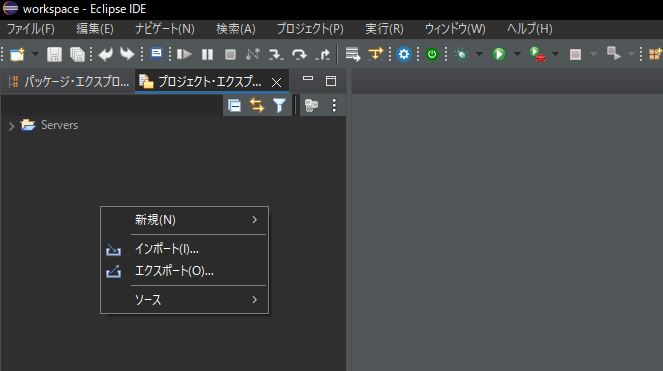 workspace - Eclipse IDE
ファイル(F) 編集(E) ナビゲート(N) 検索(A) プロジェクト(P) 実行(R) ウィンドウ(W) ヘルプ(H)
パッケージ・エクスプロ... プロジェクト・エクスプ...
Servers
新規(N)
インポート(I)...
エクスポート(O)...
ソース